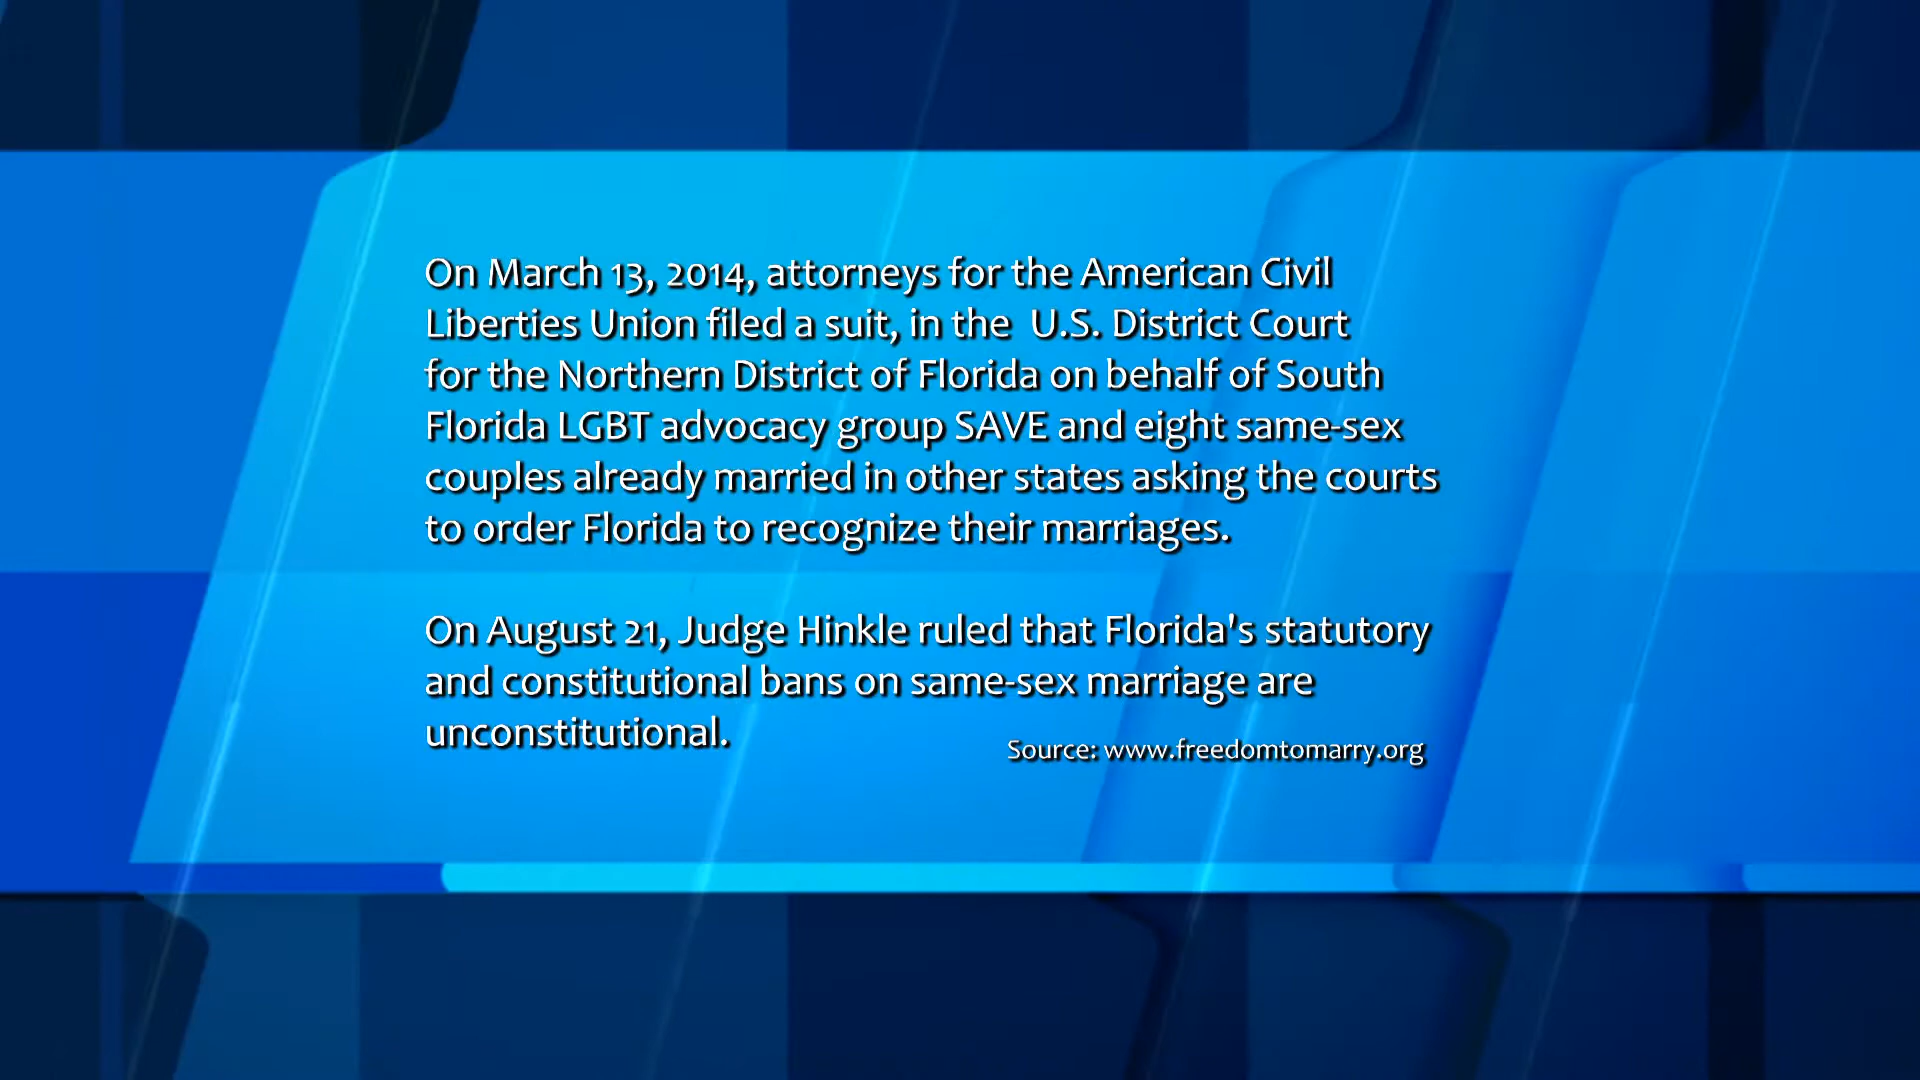 On March 13, 2014, attorneys for the American Civil
Liberties Union filed a suit, in the  U.S. District Court
for the Northern District of Florida on behalf of South
Florida LGBT advocacy group SAVE and eight same-sex
couples already married in other states asking the courts
to order Florida to recognize their marriages.
On August 21, Judge Hinkle ruled that Florida's statutory
and constitutional bans on same-sex marriage are
unconstitutional.
Source: www.freedomtomarry.org